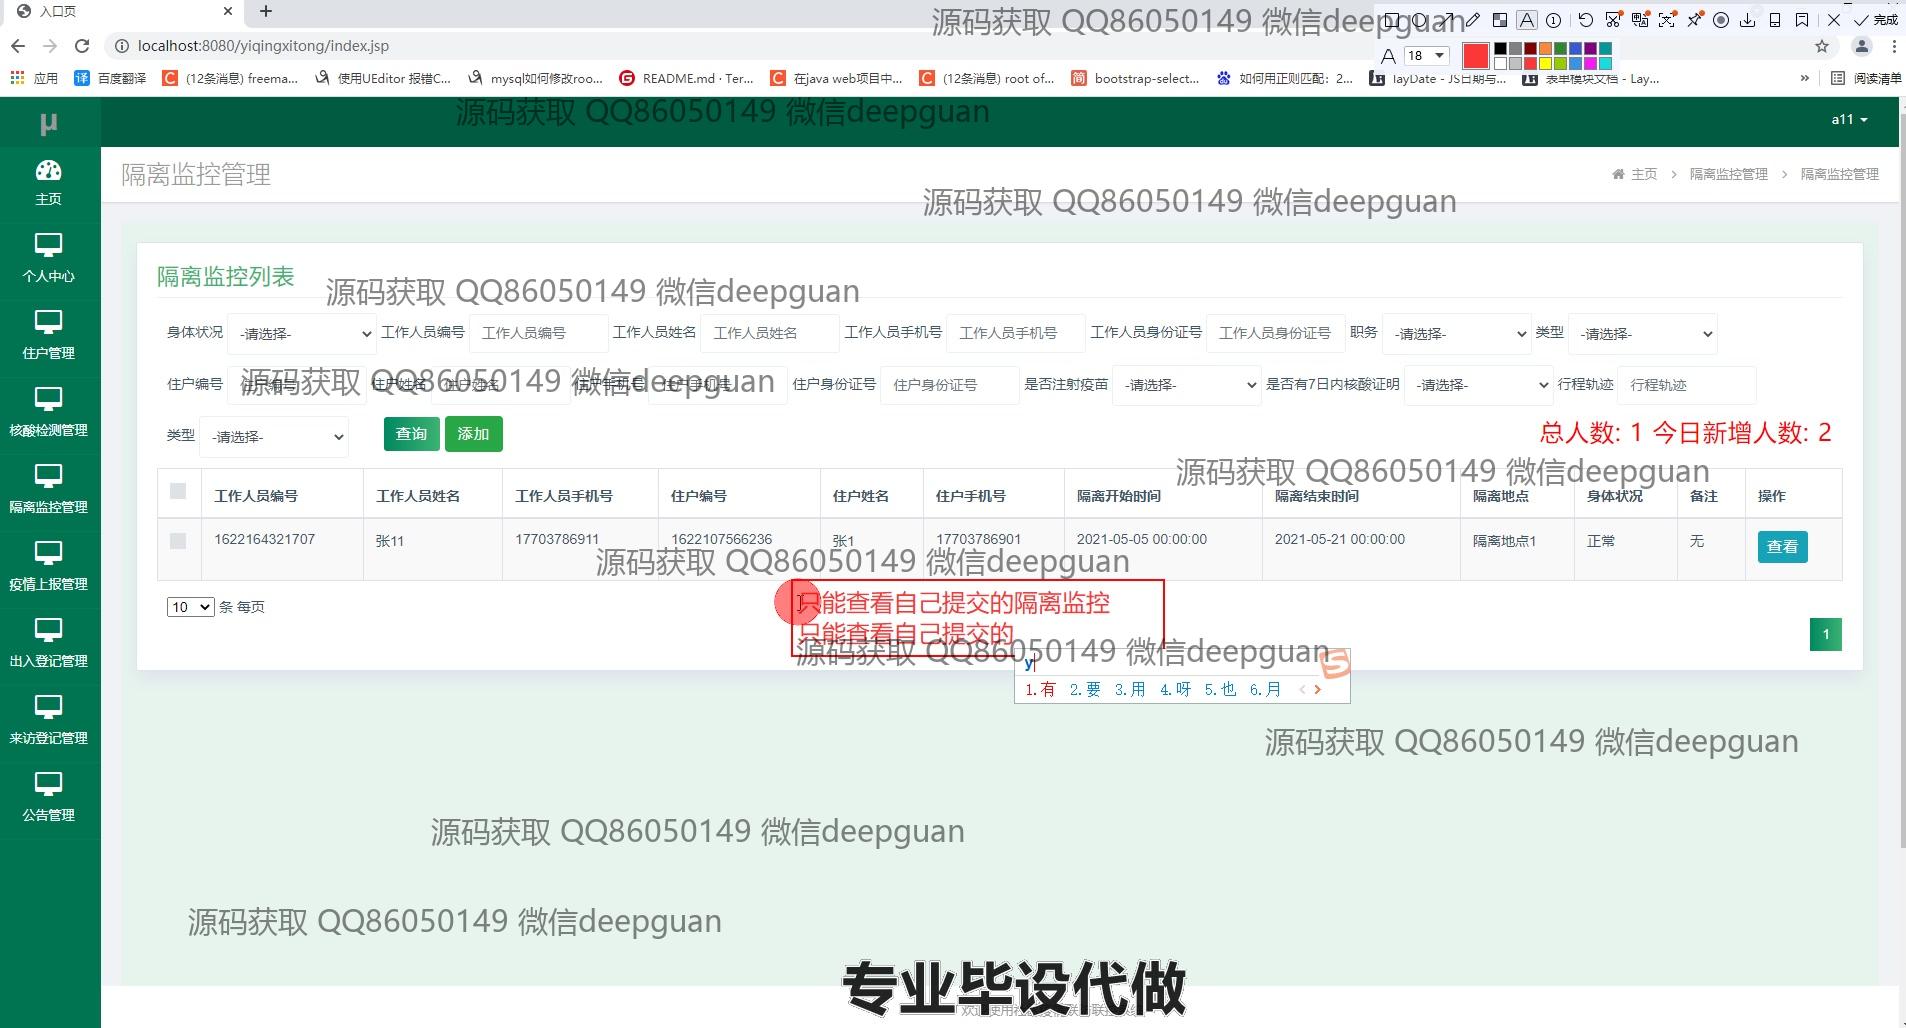 入口页
源码获取 QQ86050149 微信deepguan
完成
localhost:8080/yiqingxitong/index.jsp
18
应用
百度翻译
(12条消息) freema...
使用UEditor 报错C...
mysql如何修改roo...
README.md · Ter...
在java web项目中...
(12条消息) root of...
bootstrap-select...
如何用正则匹配：2...
layDate - JS日期与...
表单模块文档 - Lay...
»
阅读清单
源码获取 QQ86050149 微信deepguan
μ
a11
主页
个人中心
住户管理
核酸检测管理
隔离监控管理
疫情上报管理
出入登记管理
来访登记管理
公告管理
隔离监控管理
主页 > 隔离监控管理 > 隔离监控管理
源码获取 QQ86050149 微信deepguan
隔离监控列表
源码获取 QQ86050149 微信deepguan
身体状况 -请选择- 工作人员编号 工作人员编号 工作人员姓名 工作人员姓名 工作人员手机号 工作人员手机号 工作人员身份证号 工作人员身份证号 职务 -请选择- 类型 -请选择-
住户编号 住户编号 住户姓名 住户姓名 住户手机号 住户手机号 住户身份证号 住户身份证号 是否注射疫苗 -请选择- 是否有7日内核酸证明 -请选择- 行程轨迹 行程轨迹
源码获取 QQ86050149 微信deepguan
类型 -请选择- 查询 添加
总人数: 1 今日新增人数: 2
源码获取 QQ86050149 微信deepguan
工作人员编号 工作人员姓名 工作人员手机号 住户编号 住户姓名 住户手机号 隔离开始时间 隔离结束时间 隔离地点 身体状况 备注 操作
1622164321707 张11 17703786911 1622107566236 张1 17703786901 2021-05-05 00:00:00 2021-05-21 00:00:00 隔离地点1 正常 无 查看
源码获取 QQ86050149 微信deepguan
10 条 每页
只能查看自己提交的隔离监控
只能查看自己提交的
1
源码获取 QQ86050149 微信deepguan
y
1.有 2.要 3.用 4.呀 5.也 6.月
源码获取 QQ86050149 微信deepguan
源码获取 QQ86050149 微信deepguan
源码获取 QQ86050149 微信deepguan
专业毕设代做